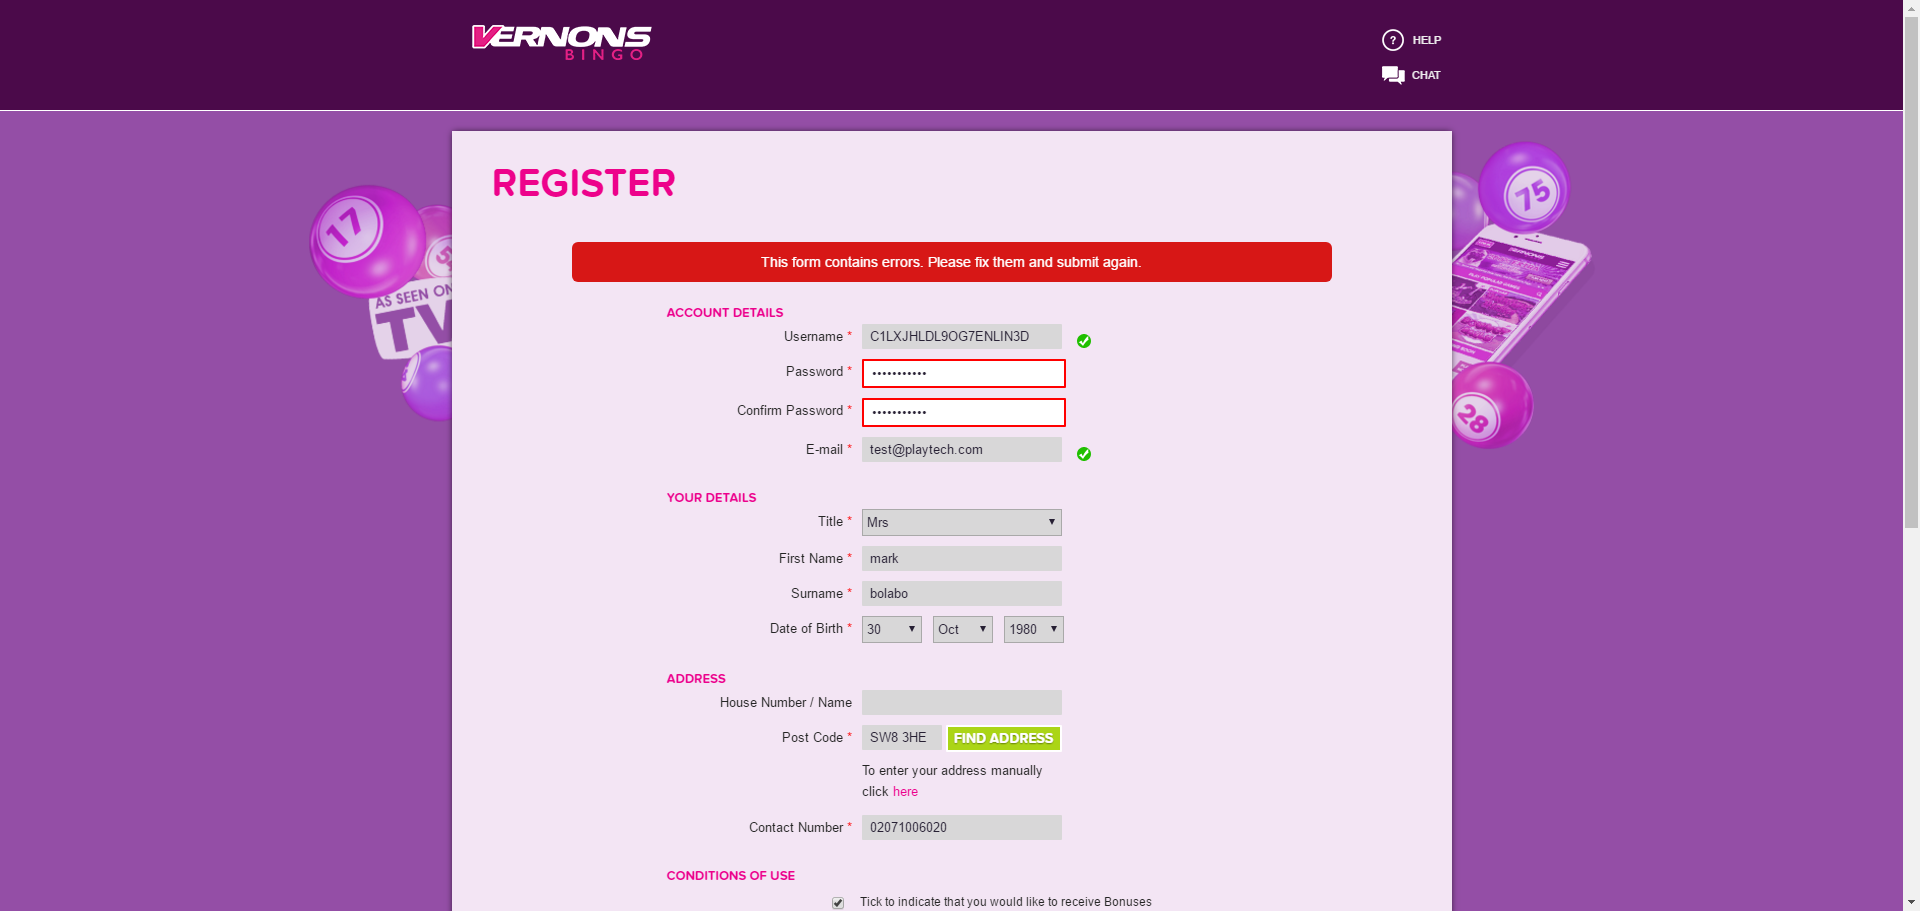 VERNONS
BINGO
? HELP
CHAT
REGISTER
17
AS SEEN ON
TV
75
28
This form contains errors. Please fix them and submit again.
ACCOUNT DETAILS
Username * C1LXJHLDL9OG7ENLIN3D
Password * •••••••••••
Confirm Password * •••••••••••
E-mail * test@playtech.com
YOUR DETAILS
Title * Mrs
First Name * mark
Surname * bolabo
Date of Birth * 30 Oct 1980
ADDRESS
House Number / Name
Post Code * SW8 3HE FIND ADDRESS
To enter your address manually
click here
Contact Number * 02071006020
CONDITIONS OF USE
Tick to indicate that you would like to receive Bonuses